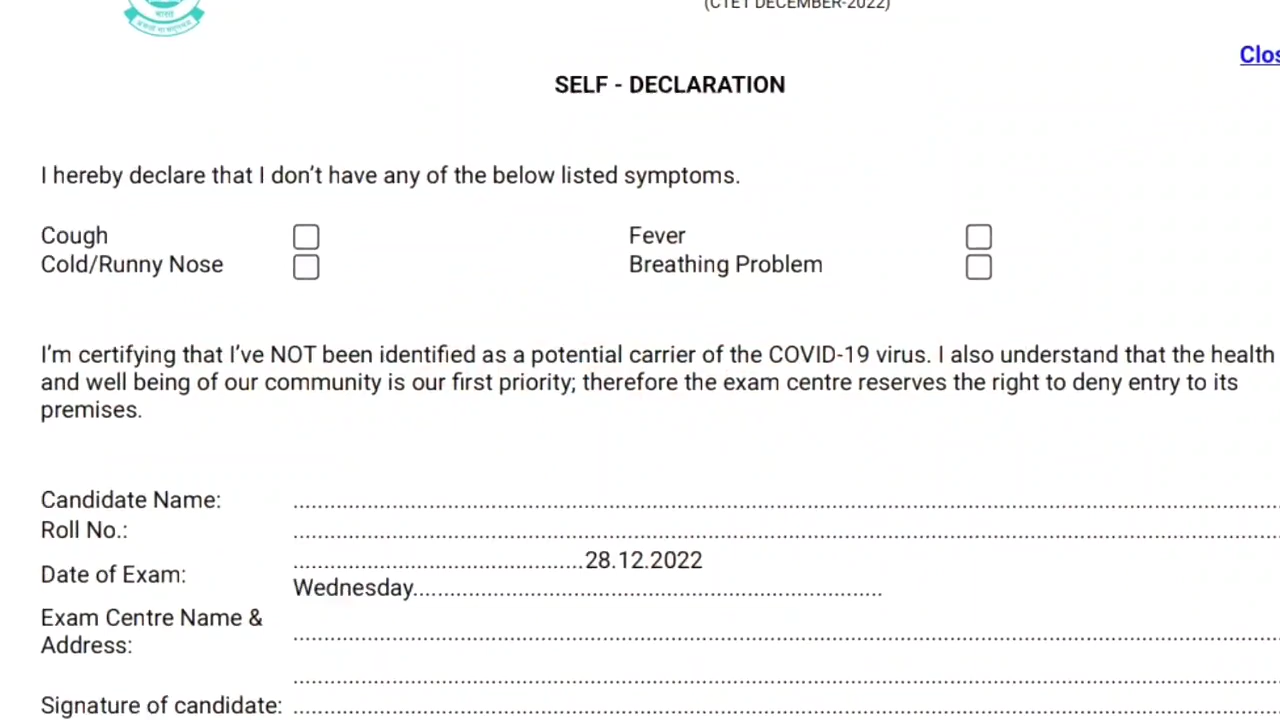 भारत
(CTET DECEMBER-2022)
Clos
SELF - DECLARATION
I hereby declare that I don’t have any of the below listed symptoms.
Cough Fever
Cold/Runny Nose Breathing Problem
I’m certifying that I’ve NOT been identified as a potential carrier of the COVID-19 virus. I also understand that the health
and well being of our community is our first priority; therefore the exam centre reserves the right to deny entry to its
premises.
Candidate Name: ................................................................................
Roll No.: ................................................................................
Date of Exam: .......................................28.12.2022
Wednesday...............................................................
Exam Centre Name &
Address: ................................................................................
................................................................................
Signature of candidate: ................................................................................